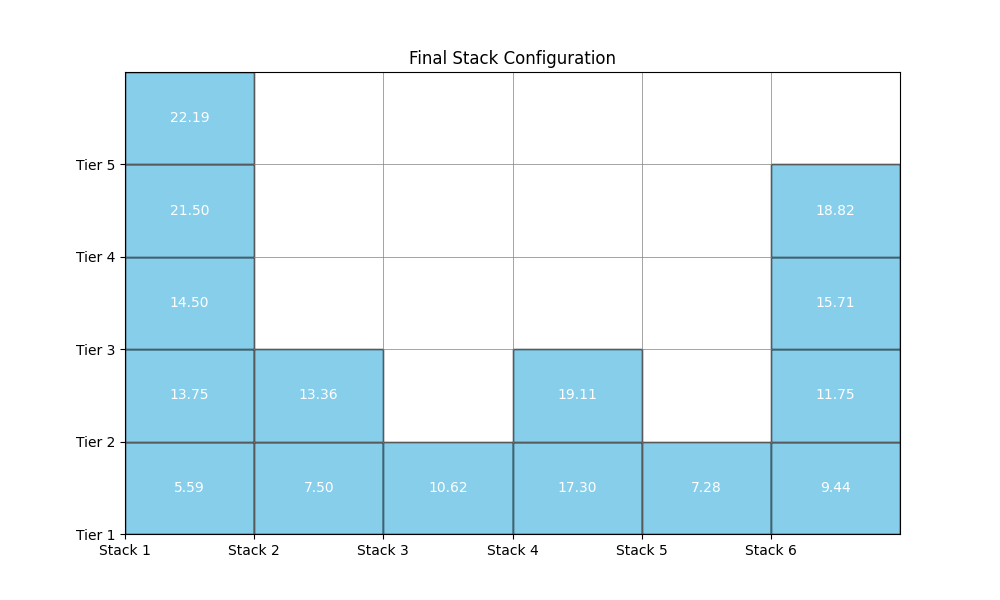 Final Stack Configuration
22.19
Tier 5
21.50 18.82
Tier 4
14.50 15.71
Tier 3
13.75 13.36 19.11 11.75
Tier 2
5.59 7.50 10.62 17.30 7.28 9.44
Tier 1
Stack 1 Stack 2 Stack 3 Stack 4 Stack 5 Stack 6